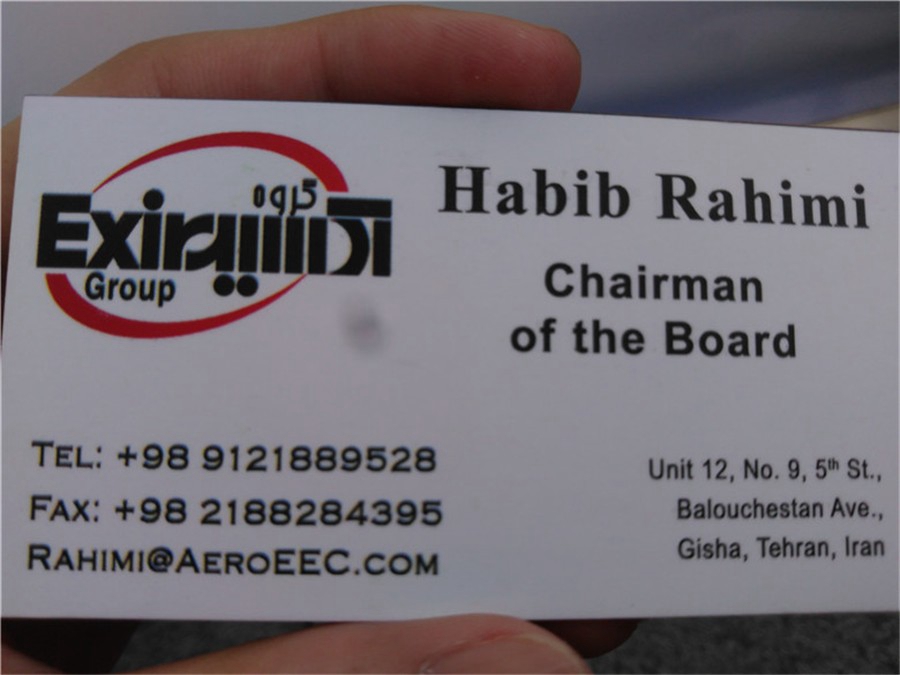 گروه
Exir اکسیر
Group
Habib Rahimi
Chairman
of the Board
TEL: +98 9121889528
FAX: +98 2188284395
RAHIMI@AEROEEC.COM
Unit 12, No. 9, 5th St.,
Balouchestan Ave.,
Gisha, Tehran, Iran